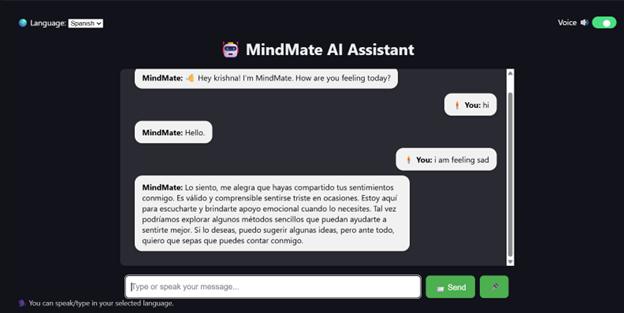 Language: Spanish
Voice
MindMate AI Assistant
MindMate: Hey krishna! I'm MindMate. How are you feeling today?
You: hi
MindMate: Hello.
You: i am feeling sad
MindMate: Lo siento, me alegra que hayas compartido tus sentimientos
conmigo. Es válido y comprensible sentirse triste en ocasiones. Estoy aquí
para escucharte y brindarte apoyo emocional cuando lo necesites. Tal vez
podríamos explorar algunos métodos sencillos que puedan ayudarte a
sentirte mejor. Si lo deseas, puedo sugerir algunas ideas, pero ante todo,
quiero que sepas que puedes contar conmigo.
Type or speak your message...
Send
You can speak/type in your selected language.